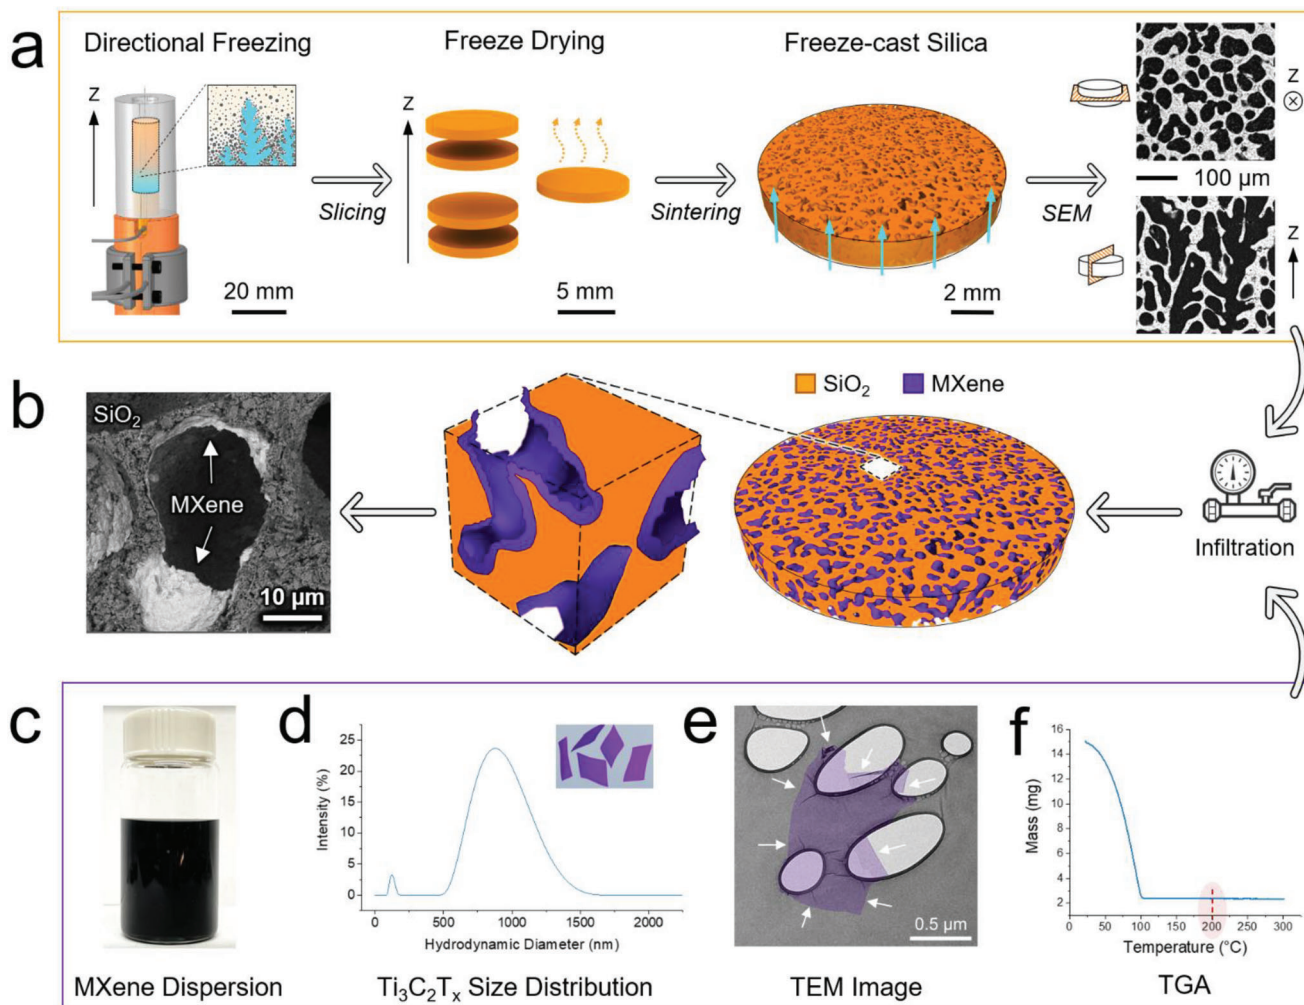 a
Directional Freezing
Freeze Drying
Freeze-cast Silica
Z
Z
Z
Slicing
Sintering
SEM
100 µm
Z
20 mm
5 mm
2 mm
b
SiO₂
MXene
SiO₂
MXene
10 µm
Infiltration
c
d
e
f
MXene Dispersion
Intensity (%)
25
20
15
10
5
0
0
500
1000
1500
2000
Hydrodynamic Diameter (nm)
Ti₃C₂Tₓ Size Distribution
0.5 µm
TEM Image
Mass (mg)
16
14
12
10
8
6
4
2
0
50
100
150
200
250
300
Temperature (°C)
TGA